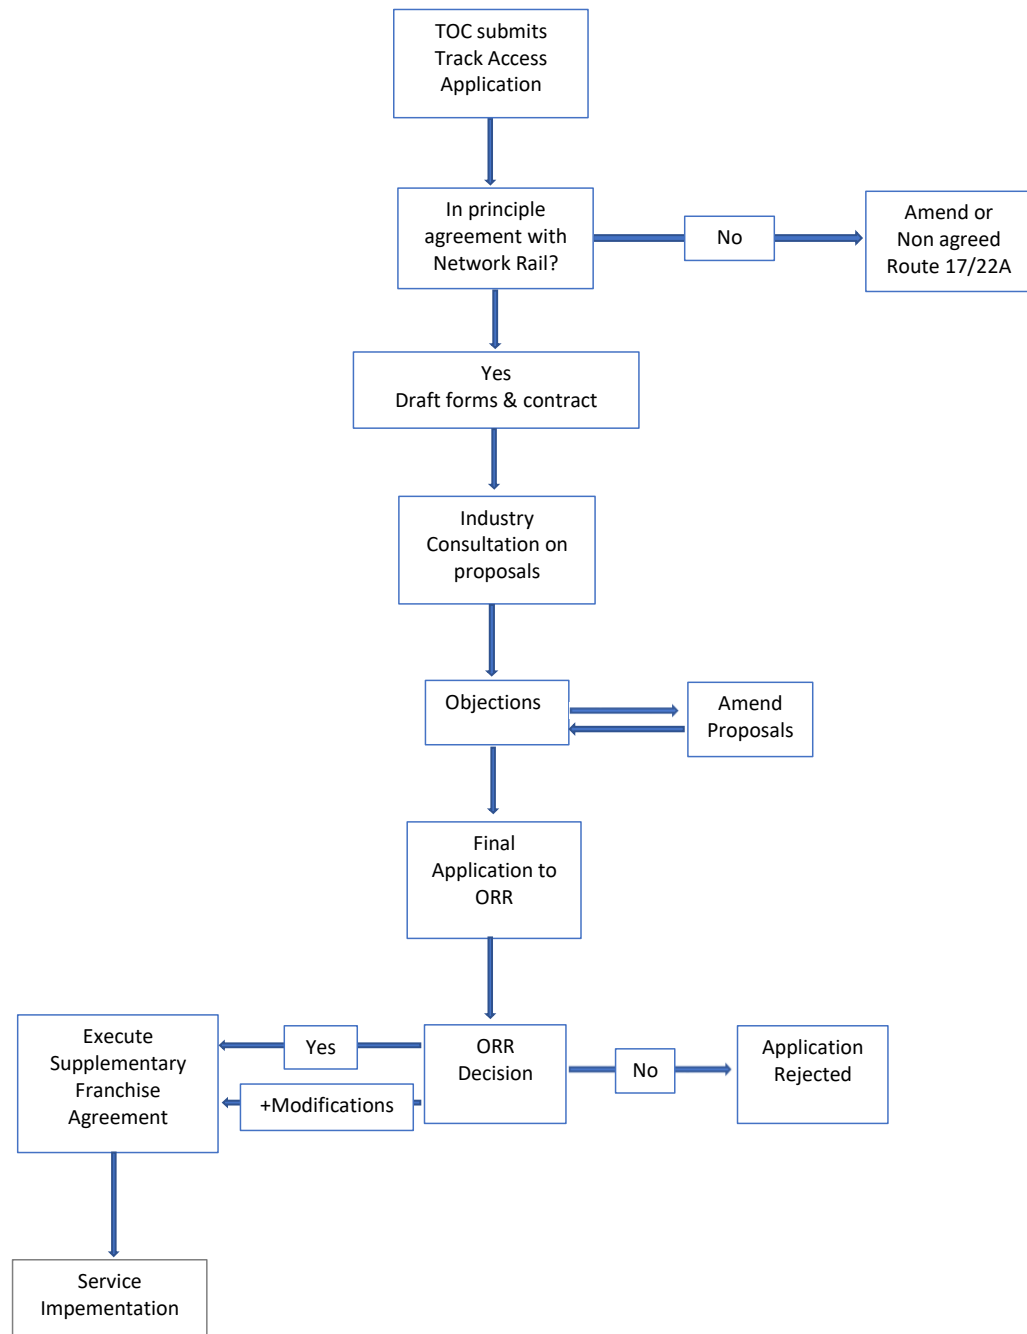 TOC submits
Track Access
Application
In principle
agreement with
Network Rail?
No
Amend or
Non agreed
Route 17/22A
Yes
Draft forms & contract
Industry
Consultation on
proposals
Objections
Amend
Proposals
Final
Application to
ORR
Execute
Supplementary
Franchise
Agreement
Yes
+Modifications
ORR
Decision
No
Application
Rejected
Service
Impementation